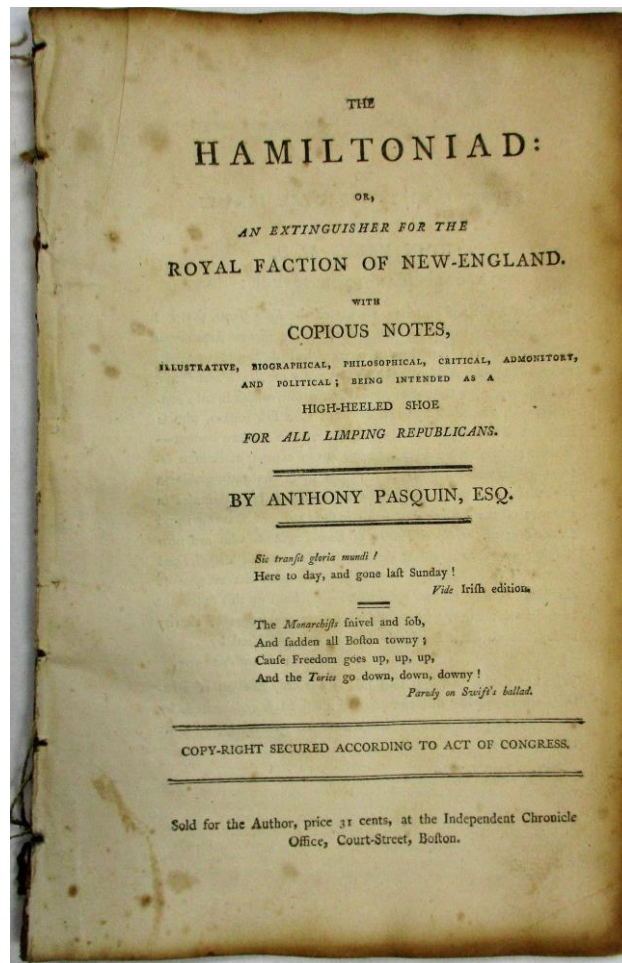 THE
HAMILTONIAD:
OR,
AN EXTINGUISHER FOR THE
ROYAL FACTION OF NEW-ENGLAND.
WITH
COPIOUS NOTES,
ILLUSTRATIVE, BIOGRAPHICAL, PHILOSOPHICAL, CRITICAL, ADMONITORY,
AND POLITICAL; BEING INTENDED AS A
HIGH-HEELED SHOE
FOR ALL LIMPING REPUBLICANS.
BY ANTHONY PASQUIN, ESQ.
Sic tranſit gloria mundi!
Here to day, and gone laſt Sunday!
Vide Iriſh edition.
The Monarchiſts ſnivel and ſob,
And ſadden all Boſton towny;
Cauſe Freedom goes up, up, up,
And the Tories go down, down, downy!
Parody on Swift's ballad.
COPY-RIGHT SECURED ACCORDING TO ACT OF CONGRESS.
Sold for the Author, price 31 cents, at the Independent Chronicle
Office, Court-Street, Boſton.